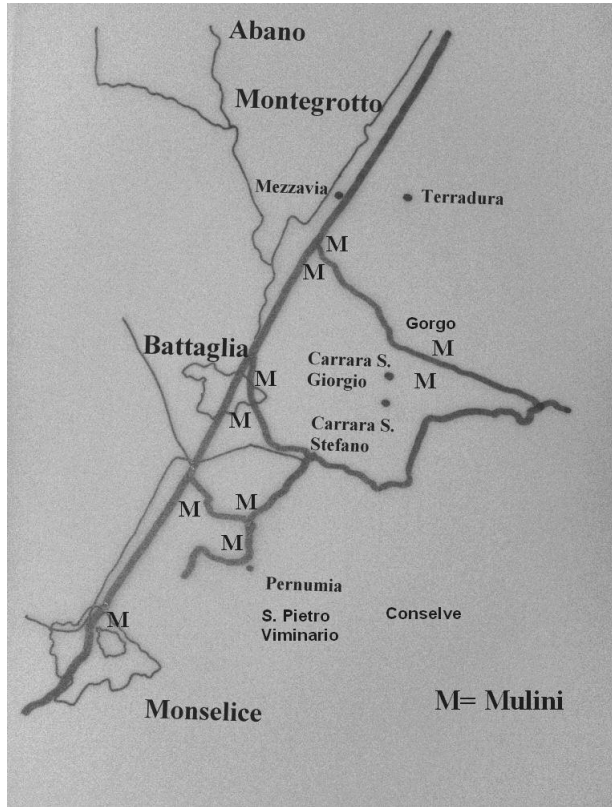 Abano
Montegrotto
Mezzavia
Terradura
M
M
Gorgo
M
Battaglia
Carrara S.
Giorgio
M
M
M
Carrara S.
Stefano
M
M
M
Pernumia
S. Pietro
Viminario
Conselve
M
Monselice
M= Mulini